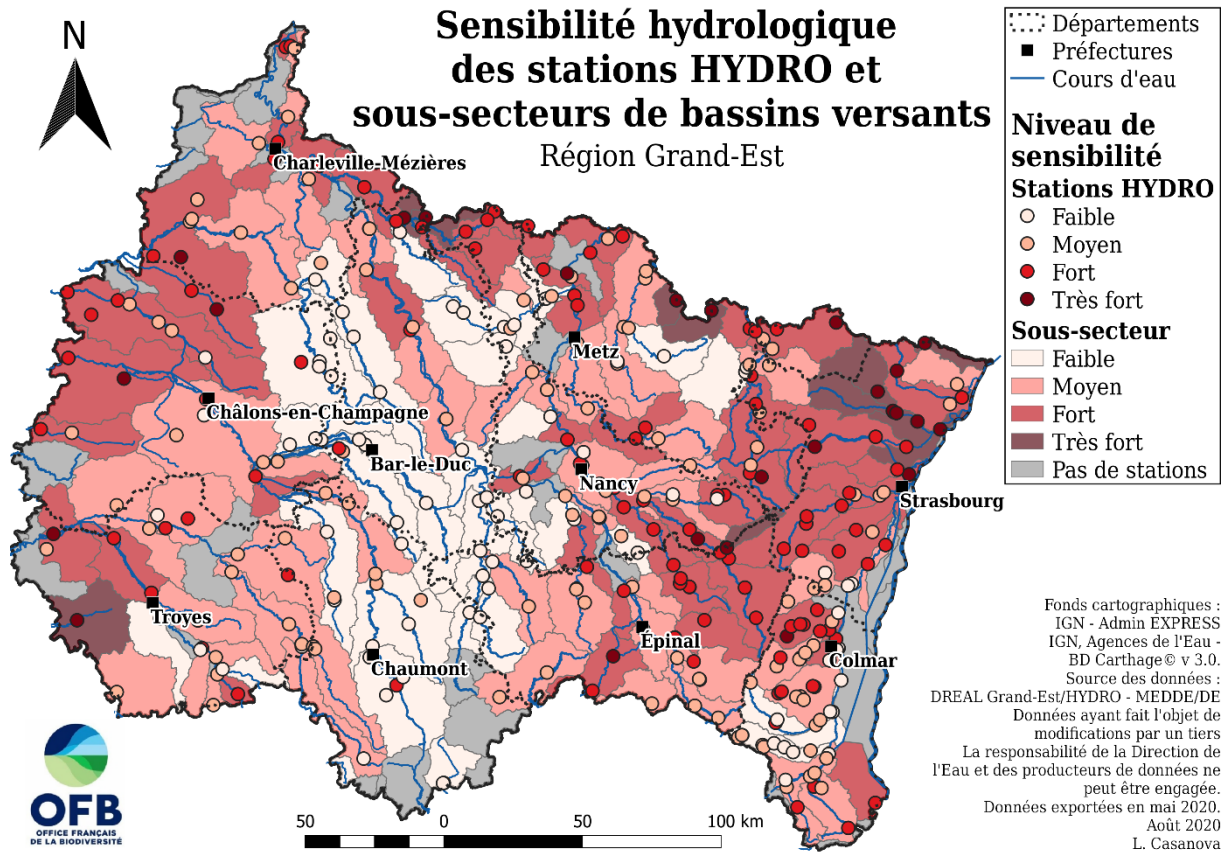 Sensibilité hydrologique
des stations HYDRO et
sous-secteurs de bassins versants
Région Grand-Est
N
Départements
Préfectures
Cours d'eau
Niveau de
sensibilité
Stations HYDRO
Faible
Moyen
Fort
Très fort
Sous-secteur
Faible
Moyen
Fort
Très fort
Pas de stations
Charleville-Mézières
Metz
Châlons-en-Champagne
Bar-le-Duc
Nancy
Strasbourg
Troyes
Épinal
Chaumont
Colmar
Fonds cartographiques :
IGN - Admin EXPRESS
IGN, Agences de l'Eau -
BD Carthage© v 3.0.
Source des données :
DREAL Grand-Est/HYDRO - MEDDE/DE
Données ayant fait l'objet de
modifications par un tiers
La responsabilité de la Direction de
l'Eau et des producteurs de données ne
peut être engagée.
Données exportées en mai 2020.
Août 2020
L. Casanova
OFB
OFFICE FRANÇAIS
DE LA BIODIVERSITÉ
50 0 50 100 km